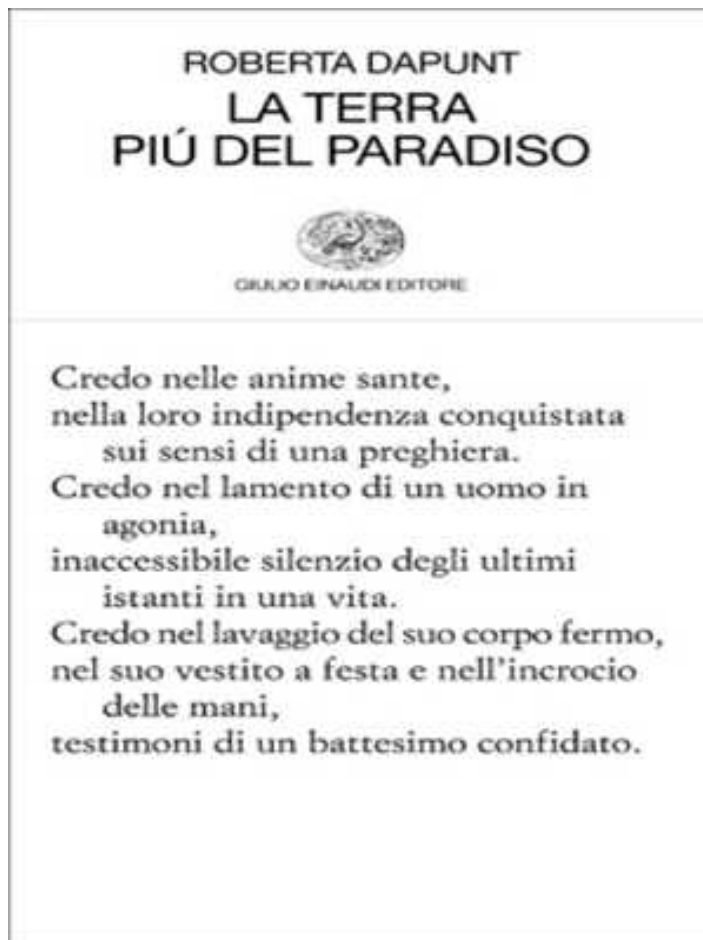 ROBERTA DAPUNT
LA TERRA
PIÚ DEL PARADISO
GIULIO EINAUDI EDITORE
Credo nelle anime sante,
nella loro indipendenza conquistata
sui sensi di una preghiera.
Credo nel lamento di un uomo in
agonia,
inaccessibile silenzio degli ultimi
istanti in una vita.
Credo nel lavaggio del suo corpo fermo,
nel suo vestito a festa e nell'incrocio
delle mani,
testimoni di un battesimo confidato.